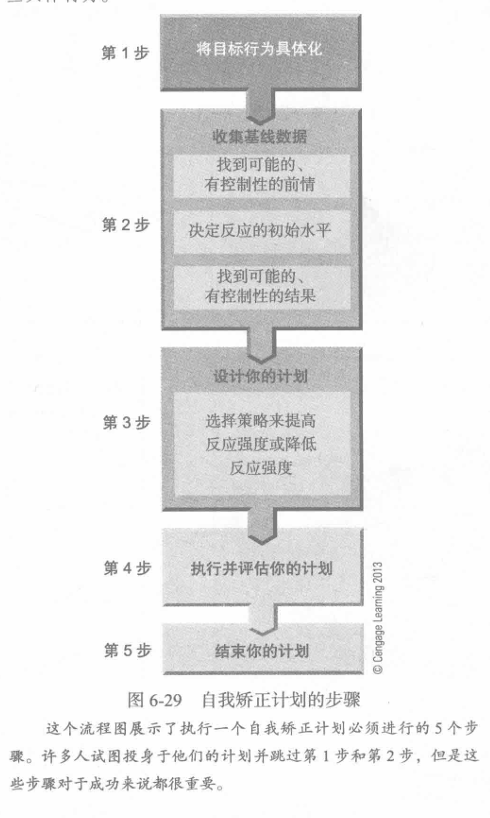 第1步
将目标行为具体化
收集基线数据
找到可能的、
有控制性的前情
第2步
决定反应的初始水平
找到可能的、
有控制性的结果
设计你的计划
第3步
选择策略来提高
反应强度或降低
反应强度
第4步
执行并评估你的计划
第5步
结束你的计划
© Cengage Learning 2013
图 6-29 自我矫正计划的步骤
这个流程图展示了执行一个自我矫正计划必须进行的5个步
骤。许多人试图投身于他们的计划并跳过第1步和第2步，但是这
些步骤对于成功来说都很重要。